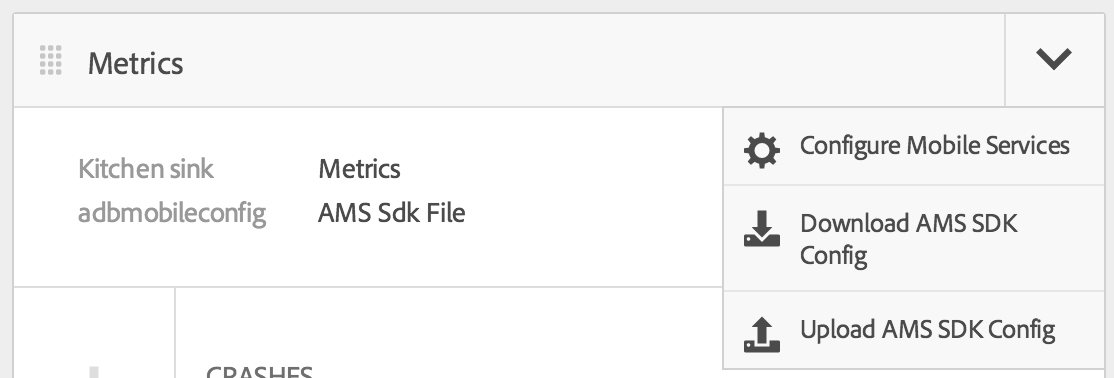 Metrics
Kitchen sink Metrics
adbmobileconfig AMS Sdk File
Configure Mobile Services
Download AMS SDK
Config
Upload AMS SDK Config
CRASHES